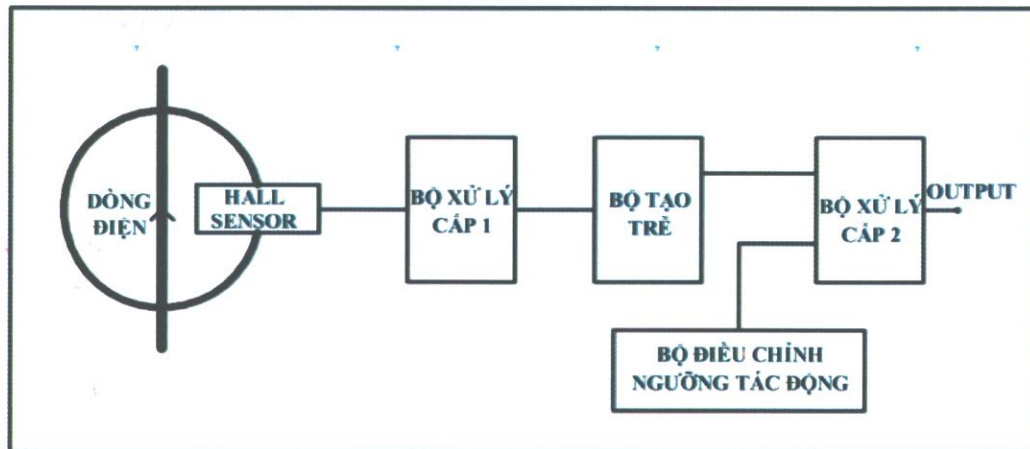 DÒNG
ĐIỆN
HALL
SENSOR
BỘ XỬ LÝ
CẤP 1
BỘ TẠO
TRỄ
BỘ XỬ LÝ
CẤP 2
OUTPUT
BỘ ĐIỀU CHỈNH
NGƯỠNG TÁC ĐỘNG